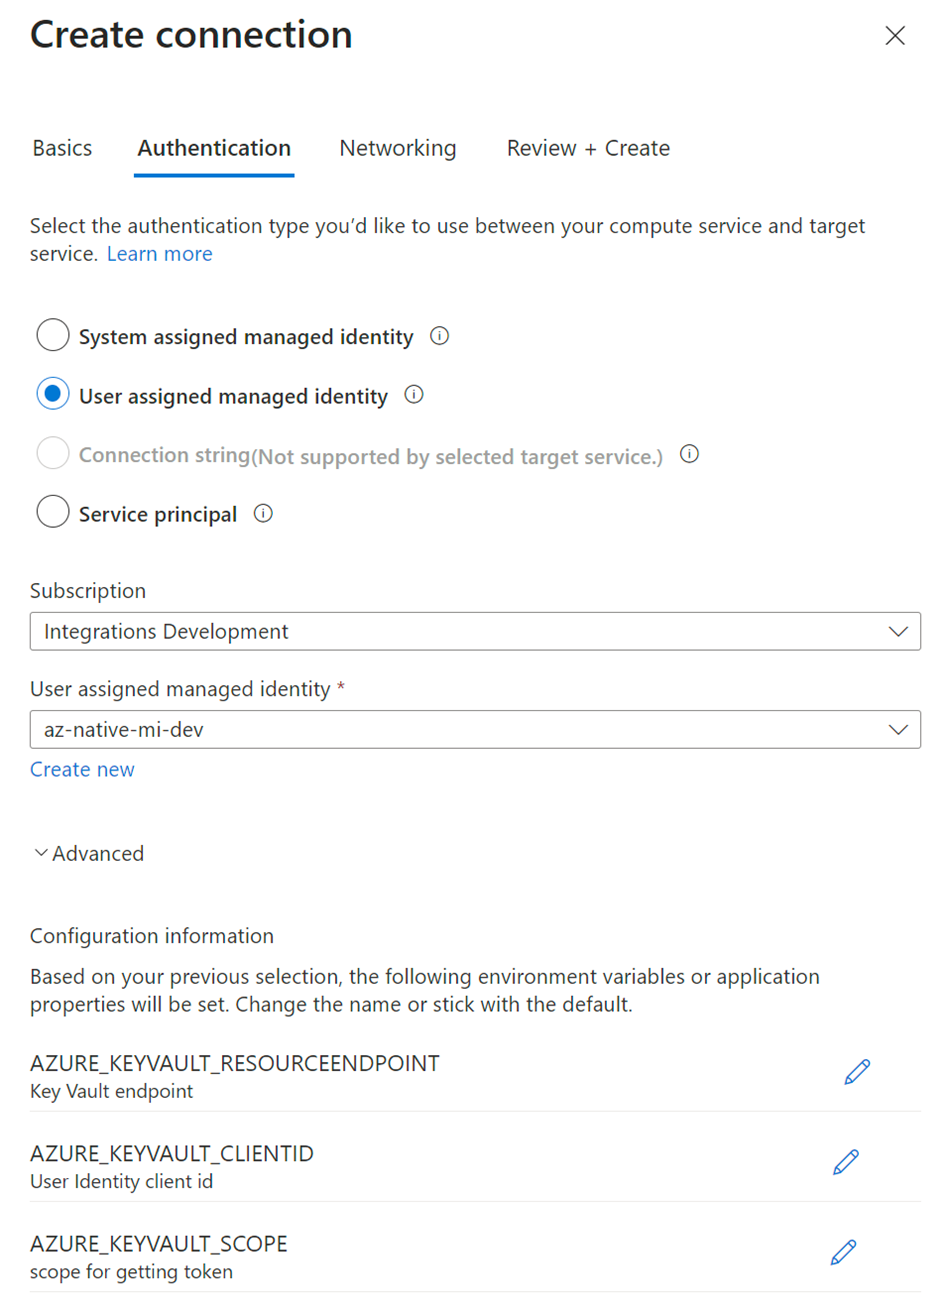 Create connection
Basics
Authentication
Networking
Review + Create
Select the authentication type you’d like to use between your compute service and target
service. Learn more
System assigned managed identity
User assigned managed identity
Connection string(Not supported by selected target service.)
Service principal
Subscription
Integrations Development
User assigned managed identity *
az-native-mi-dev
Create new
Advanced
Configuration information
Based on your previous selection, the following environment variables or application
properties will be set. Change the name or stick with the default.
AZURE_KEYVAULT_RESOURCEENDPOINT
Key Vault endpoint
AZURE_KEYVAULT_CLIENTID
User Identity client id
AZURE_KEYVAULT_SCOPE
scope for getting token